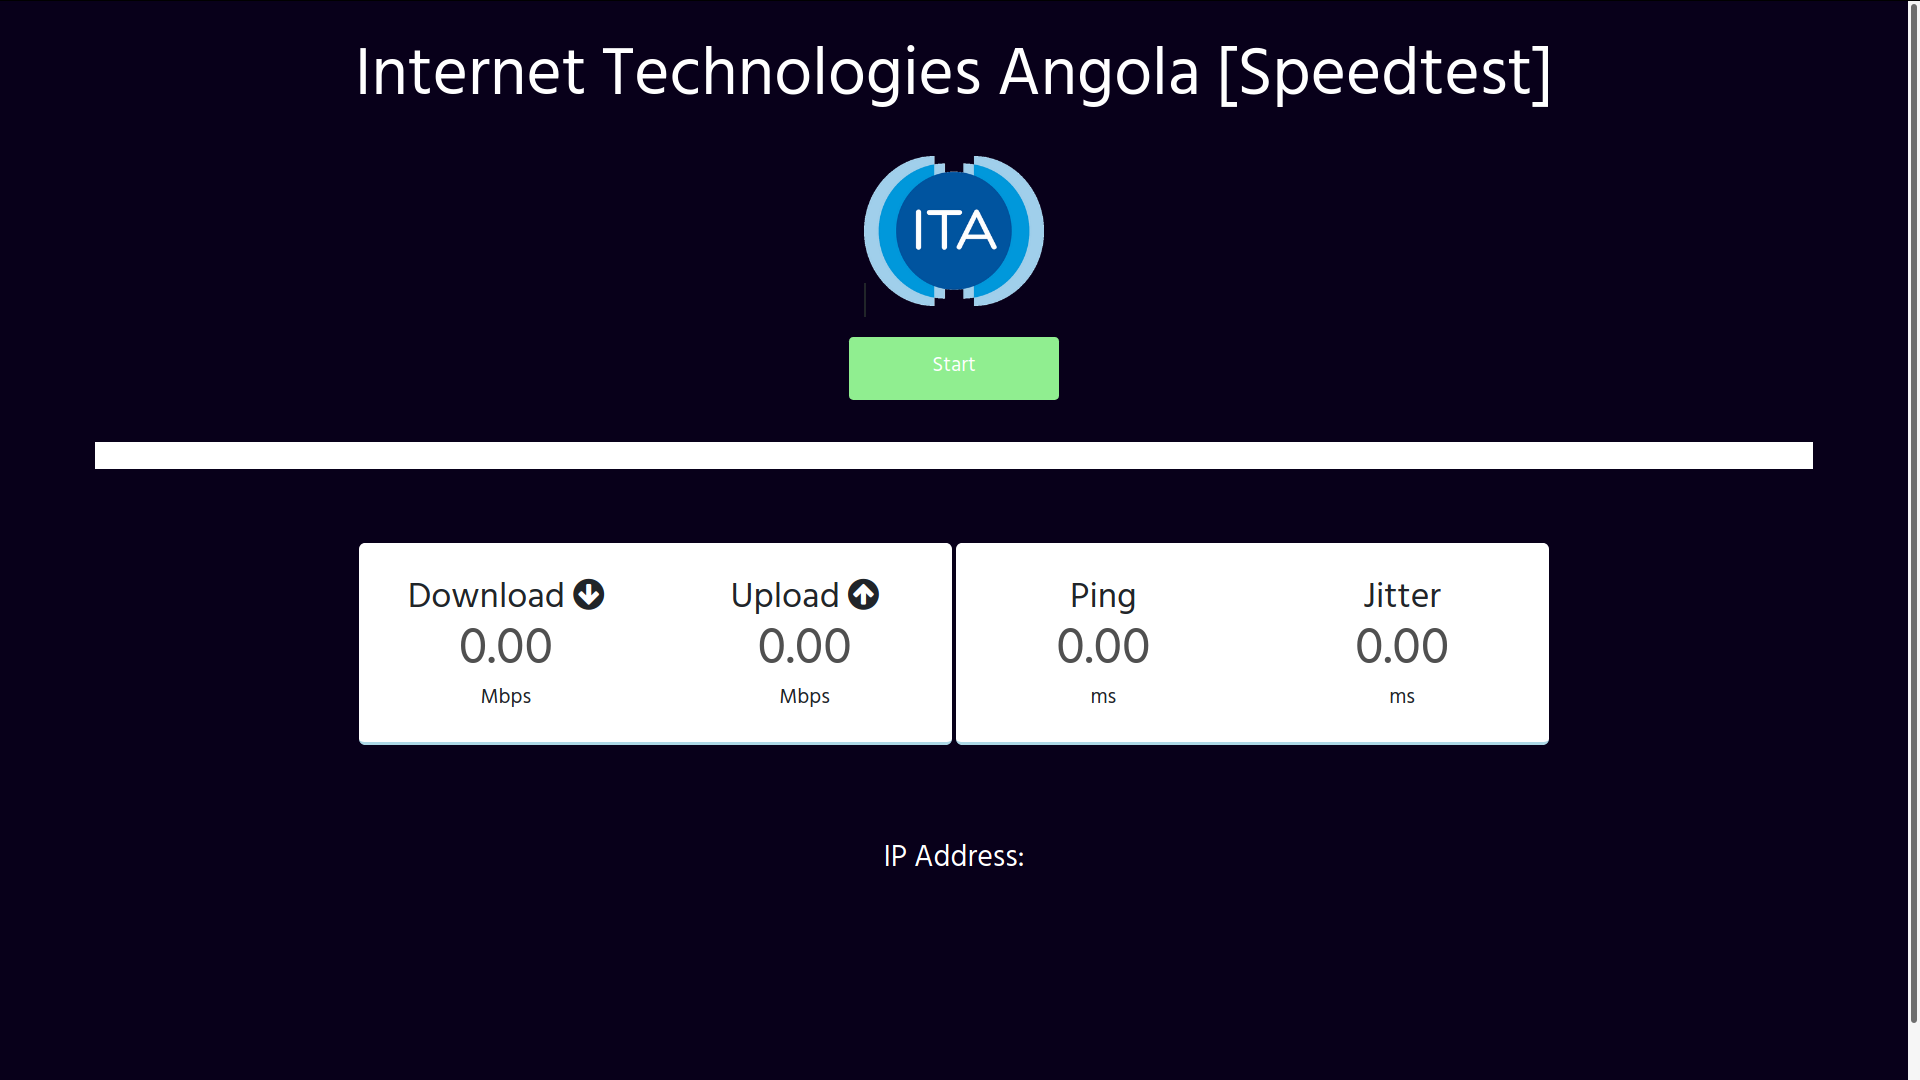 Internet Technologies Angola [Speedtest]
ITA
Start
Download
0.00
Mbps
Upload
0.00
Mbps
Ping
0.00
ms
Jitter
0.00
ms
IP Address: